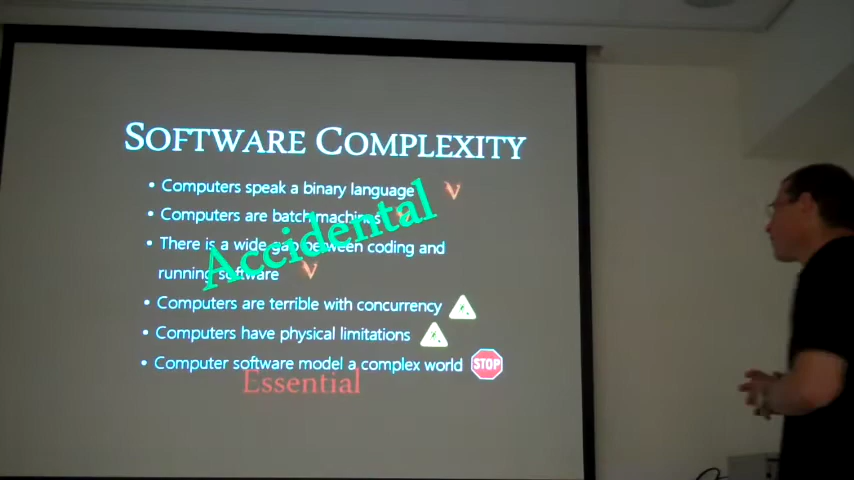 SOFTWARE COMPLEXITY
• Computers speak a binary language V
• Computers are batch machines V
• There is a wide gap between coding and
running software V
Accidental
• Computers are terrible with concurrency
• Computers have physical limitations
• Computer software model a complex world STOP
Essential